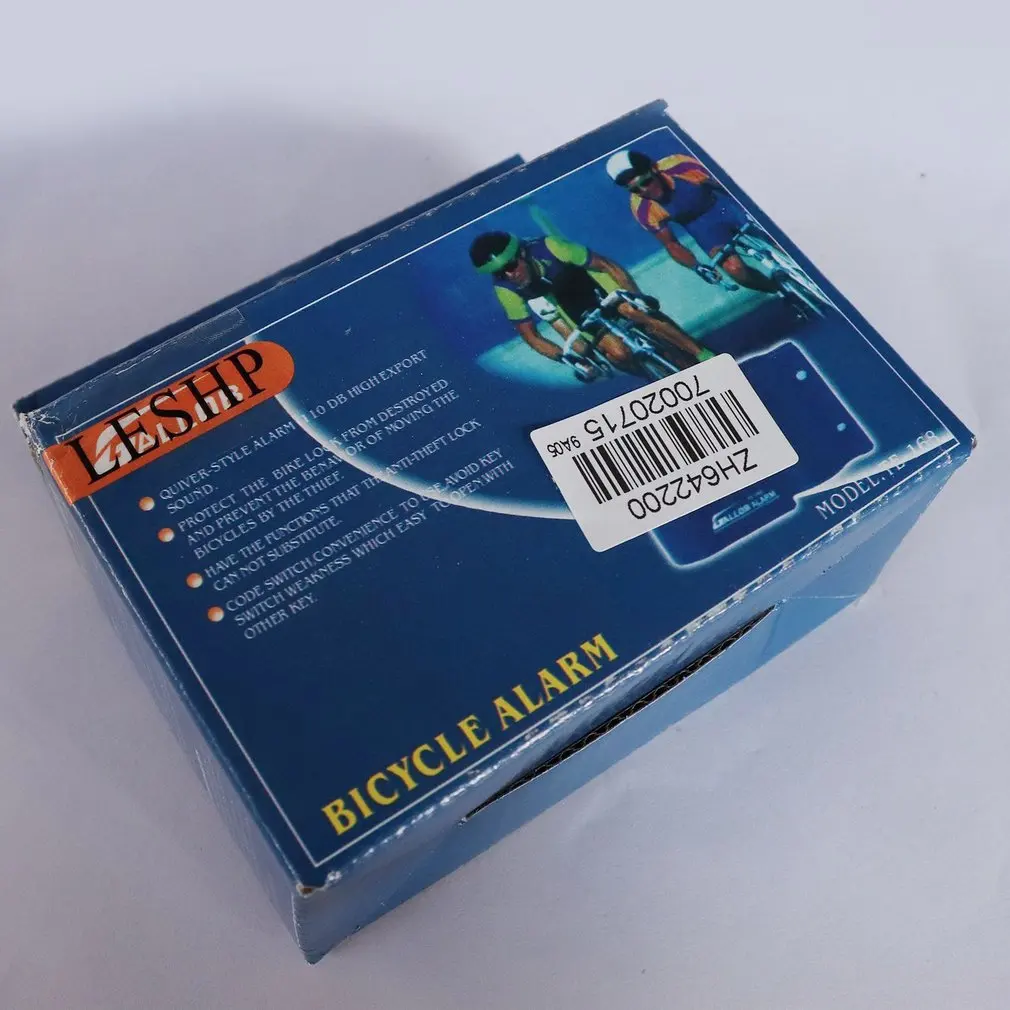 LESHP
QUIVER-STYLE ALARM 110 DB HIGH EXPORT
SOUND.
PROTECT THE BIKE LOCK FROM DESTROYED
AND PREVENT THE BEHAVIOR OF MOVING THE
BICYCLES BY THE THIEF.
HAVE THE FUNCTIONS THAT THE ANTI-THEFT LOCK
CAN NOT SUBSTITUTE.
CODE SWITCH.CONVENIENCE TO USE AVOID KEY
SWITCH WEAKNESS WHICH EASY TO OPEN WITH
OTHER KEY.
BICYCLE ALARM
ZH642200
70020715
9A05
GALLOB ALARM